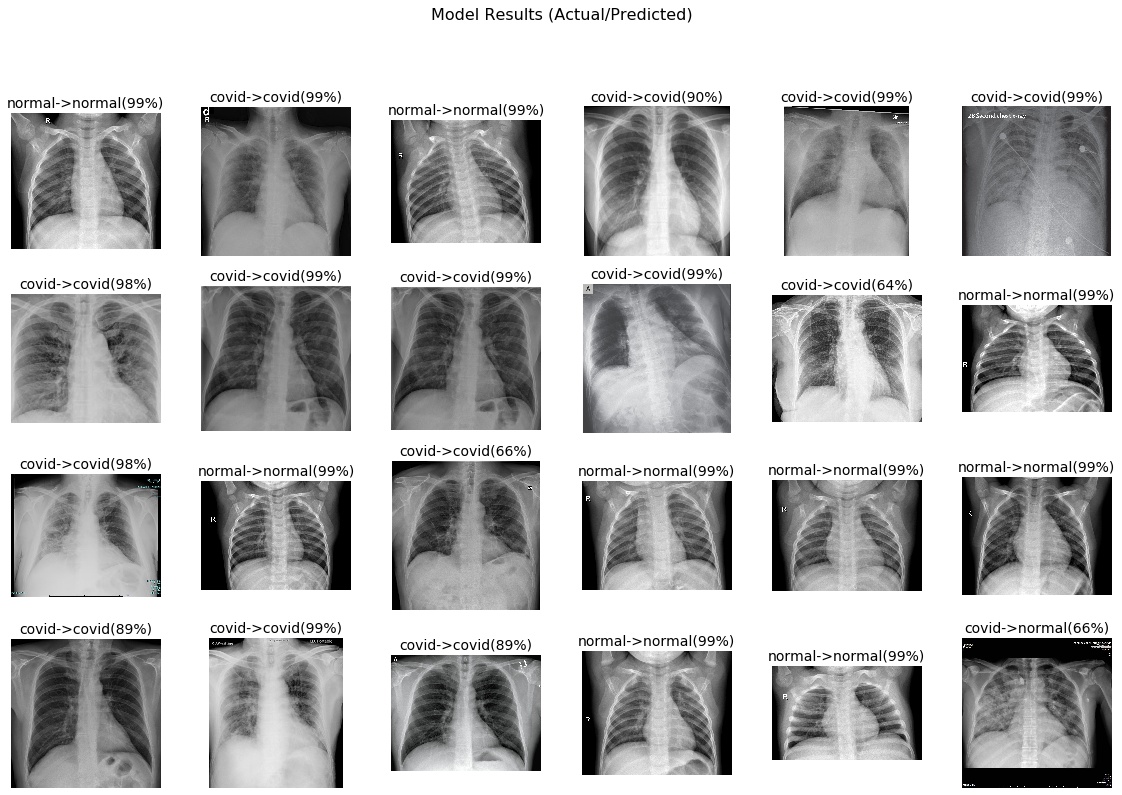 Model Results (Actual/Predicted)
normal->normal(99%)
covid->covid(99%)
normal->normal(99%)
covid->covid(90%)
covid->covid(99%)
covid->covid(99%)
R
d
R
R
2B Second chest x-ray
covid->covid(98%)
covid->covid(99%)
covid->covid(99%)
covid->covid(99%)
covid->covid(64%)
normal->normal(99%)
A
R
covid->covid(98%)
normal->normal(99%)
covid->covid(66%)
normal->normal(99%)
normal->normal(99%)
normal->normal(99%)
R
R
R
R
covid->covid(89%)
covid->covid(99%)
covid->covid(89%)
normal->normal(99%)
normal->normal(99%)
covid->normal(66%)
A
R
R